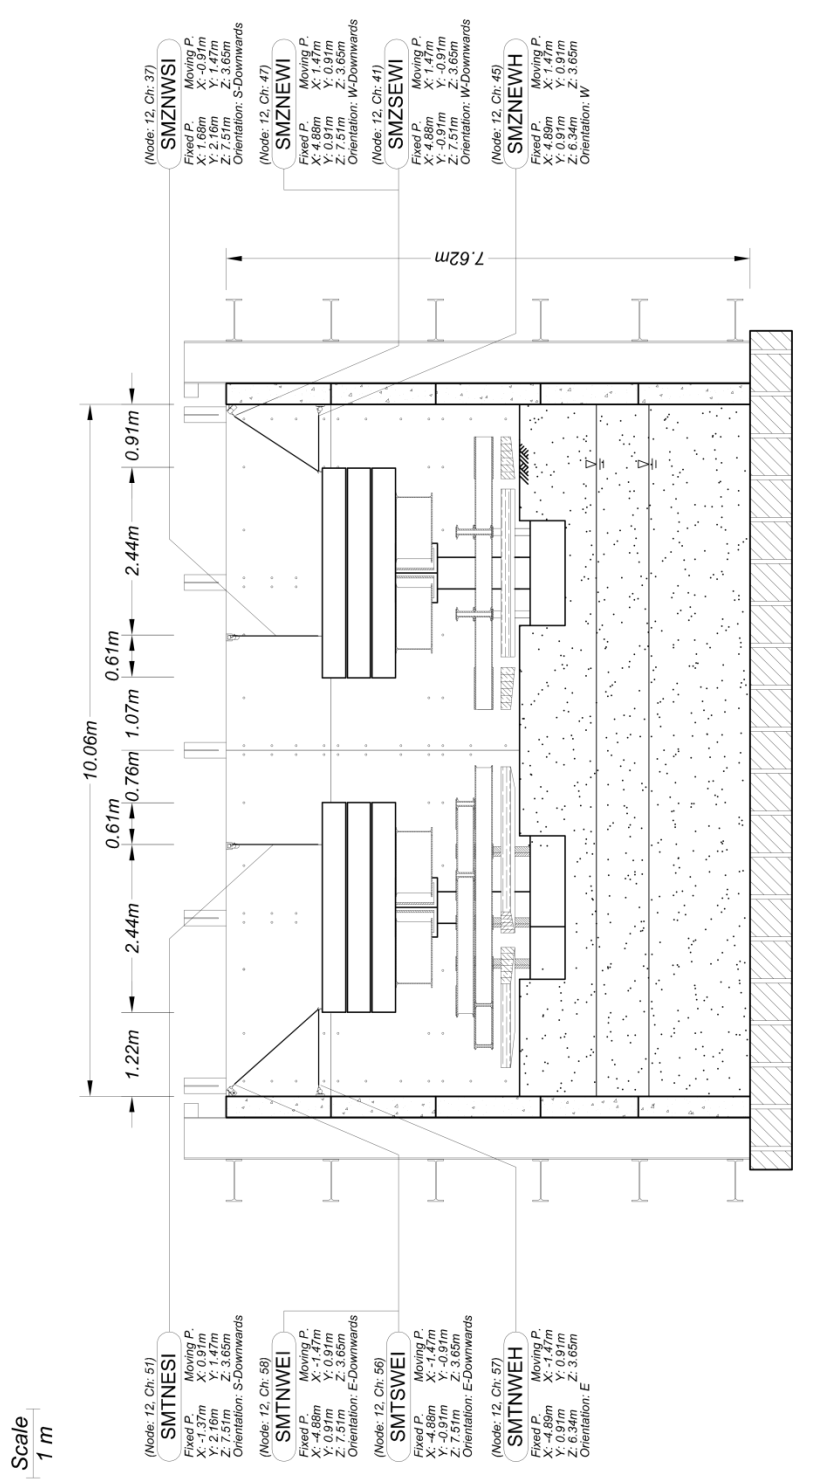 Scale
1 m
(Node: 12, Ch: 51)
SMTNESI
Fixed P. Moving P.
X: -1.37m X: 0.91m
Y: 2.16m Y: 1.47m
Z: 7.51m Z: 3.65m
Orientation: S-Downwards
(Node: 12, Ch: 58)
SMTNWEI
Fixed P. Moving P.
X: -4.88m X: -1.47m
Y: 0.91m Y: 0.91m
Z: 7.51m Z: 3.65m
Orientation: E-Downwards
(Node: 12, Ch: 56)
SMTSWEI
Fixed P. Moving P.
X: -4.88m X: -1.47m
Y: -0.91m Y: -0.91m
Z: 7.51m Z: 3.65m
Orientation: E-Downwards
(Node: 12, Ch: 57)
SMTNWEH
Fixed P. Moving P.
X: -4.89m X: -1.47m
Y: 0.91m Y: 0.91m
Z: 6.34m Z: 3.65m
Orientation: E
10.06m
0.61m 0.61m
1.22m 2.44m 0.76m 1.07m 2.44m 0.91m
7.62m
(Node: 12, Ch: 37)
SMZNWSI
Fixed P. Moving P.
X: 1.68m X: -0.91m
Y: 2.16m Y: 1.47m
Z: 7.51m Z: 3.65m
Orientation: S-Downwards
(Node: 12, Ch: 47)
SMZNEWI
Fixed P. Moving P.
X: 4.88m X: 1.47m
Y: 0.91m Y: 0.91m
Z: 7.51m Z: 3.65m
Orientation: W-Downwards
(Node: 12, Ch: 41)
SMZSEWI
Fixed P. Moving P.
X: 4.88m X: 1.47m
Y: -0.91m Y: -0.91m
Z: 7.51m Z: 3.65m
Orientation: W-Downwards
(Node: 12, Ch: 45)
SMZNEWH
Fixed P. Moving P.
X: 4.89m X: 1.47m
Y: 0.91m Y: 0.91m
Z: 6.34m Z: 3.65m
Orientation: W